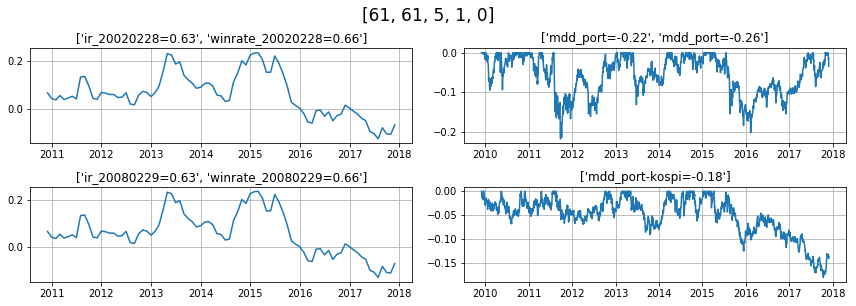 [61, 61, 5, 1, 0]
['ir_20020228=0.63', 'winrate_20020228=0.66']
0.2
0.0
2011 2012 2013 2014 2015 2016 2017 2018
['mdd_port=-0.22', 'mdd_port=-0.26']
0.0
−0.1
−0.2
2010 2011 2012 2013 2014 2015 2016 2017 2018
['ir_20080229=0.63', 'winrate_20080229=0.66']
0.2
0.0
2011 2012 2013 2014 2015 2016 2017 2018
['mdd_port-kospi=-0.18']
0.00
−0.05
−0.10
−0.15
2010 2011 2012 2013 2014 2015 2016 2017 2018